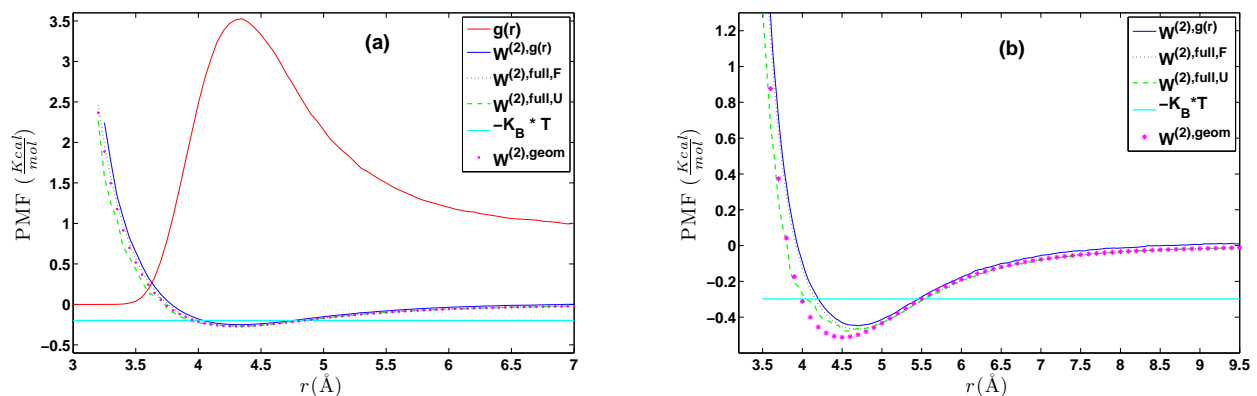 (a)
g(r)
W(2),g(r)
W(2),full,F
W(2),full,U
−KB * T
W(2),geom
3.5
3
2.5
2
1.5
1
0.5
0
−0.5
PMF (Kcal/mol)
3 3.5 4 4.5 5 5.5 6 6.5 7
r(Å)
(b)
W(2),g(r)
W(2),full,F
W(2),full,U
−KB*T
W(2),geom
1.2
1
0.8
0.6
0.4
0.2
0
−0.2
−0.4
PMF (Kcal/mol)
3.5 4 4.5 5 5.5 6 6.5 7 7.5 8 8.5 9 9.5
r(Å)